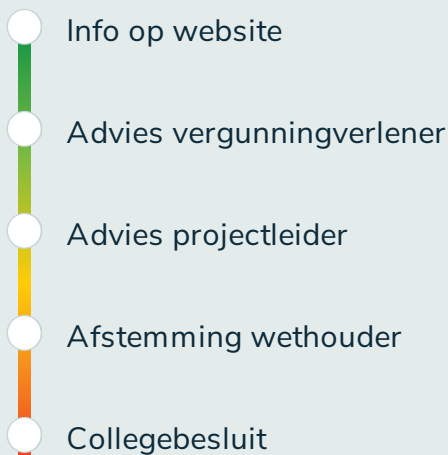 Info op website
Advies vergunningverlener
Advies projectleider
Afstemming wethouder
Collegebesluit